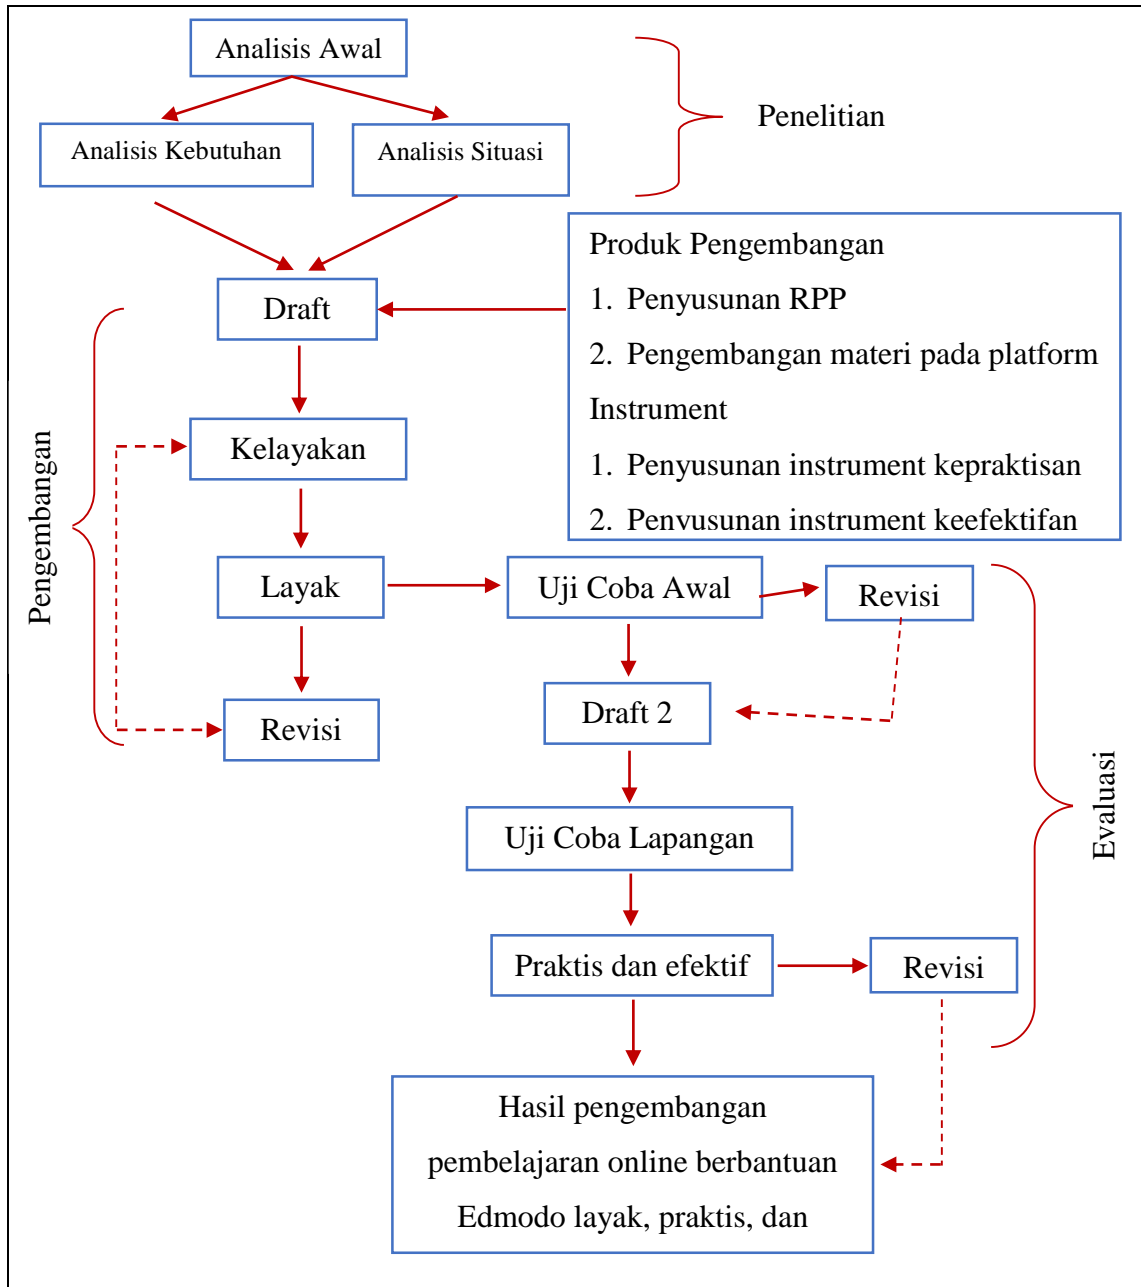 Analisis Awal
Penelitian
Analisis Kebutuhan
Analisis Situasi
Produk Pengembangan
1. Penyusunan RPP
2. Pengembangan materi pada platform
Instrument
1. Penyusunan instrument kepraktisan
2. Penvusunan instrument keefektifan
Draft
Pengembangan
Kelayakan
Layak
Uji Coba Awal
Revisi
Revisi
Draft 2
Evaluasi
Uji Coba Lapangan
Praktis dan efektif
Revisi
Hasil pengembangan
pembelajaran online berbantuan
Edmodo layak, praktis, dan